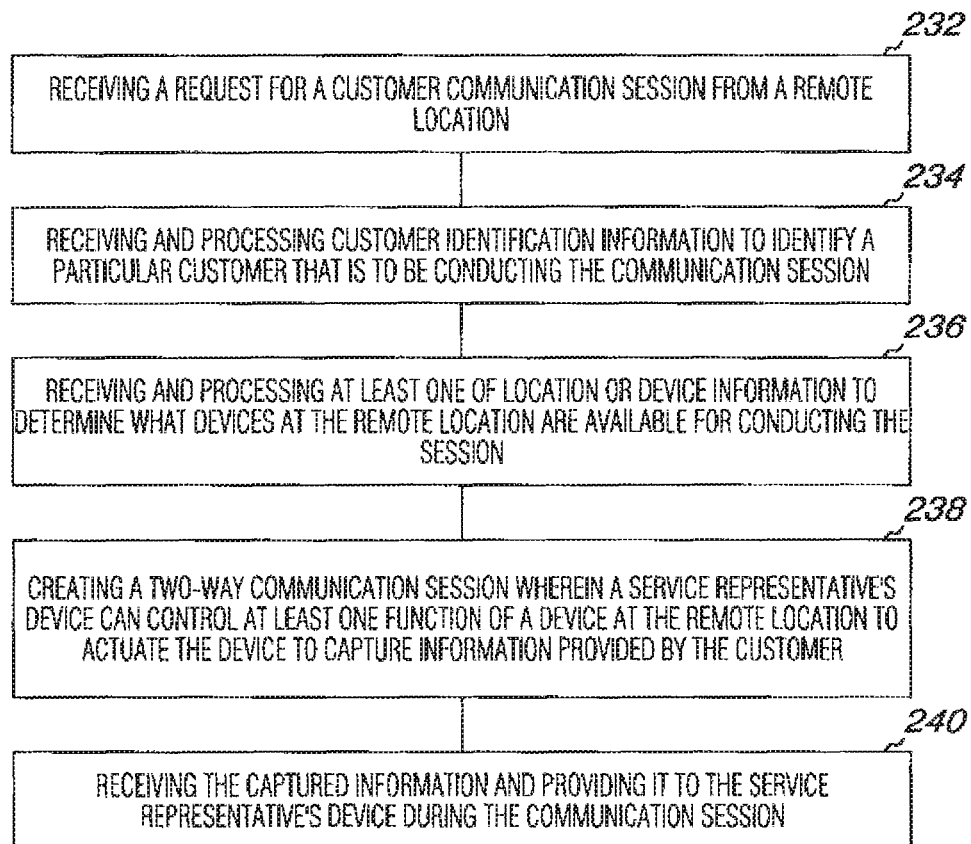 232
RECEIVING A REQUEST FOR A CUSTOMER COMMUNICATION SESSION FROM A REMOTE
LOCATION
234
RECEIVING AND PROCESSING CUSTOMER IDENTIFICATION INFORMATION TO IDENTIFY A
PARTICULAR CUSTOMER THAT IS TO BE CONDUCTING THE COMMUNICATION SESSION
236
RECEIVING AND PROCESSING AT LEAST ONE OF LOCATION OR DEVICE INFORMATION TO
DETERMINE WHAT DEVICES AT THE REMOTE LOCATION ARE AVAILABLE FOR CONDUCTING THE
SESSION
238
CREATING A TWO-WAY COMMUNICATION SESSION WHEREIN A SERVICE REPRESENTATIVE'S
DEVICE CAN CONTROL AT LEAST ONE FUNCTION OF A DEVICE AT THE REMOTE LOCATION TO
ACTUATE THE DEVICE TO CAPTURE INFORMATION PROVIDED BY THE CUSTOMER
240
RECEIVING THE CAPTURED INFORMATION AND PROVIDING IT TO THE SERVICE
REPRESENTATIVE'S DEVICE DURING THE COMMUNICATION SESSION